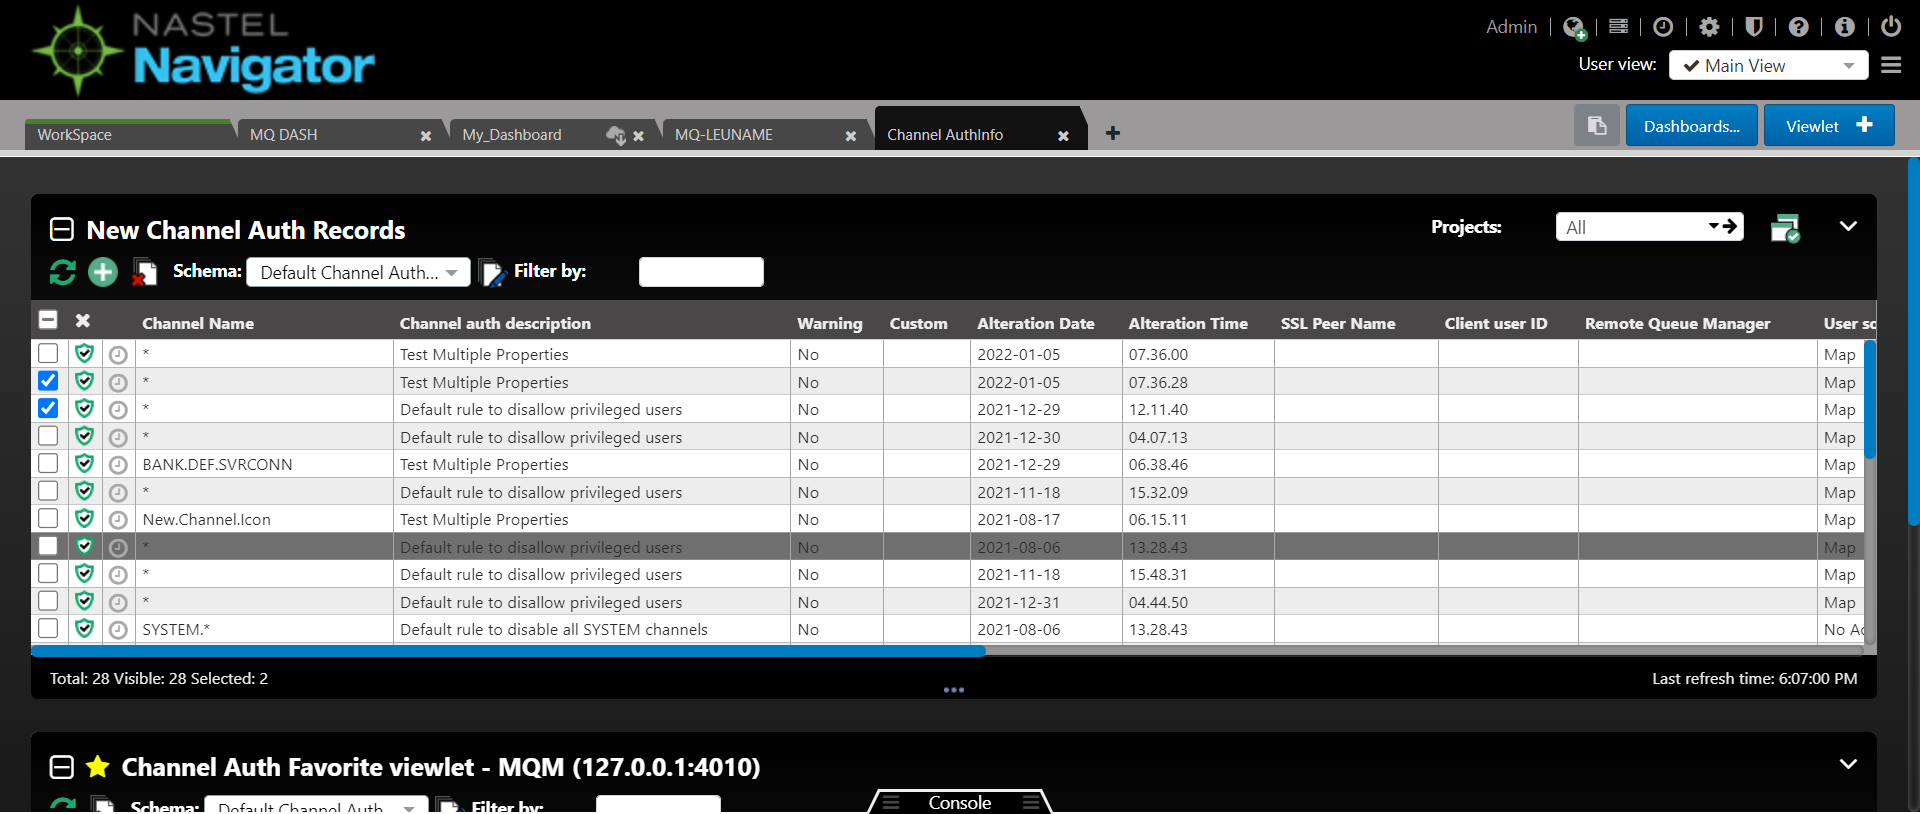 NASTEL
Navigator
Admin
User view: Main View
WorkSpace MQ DASH My_Dashboard MQ-LEUNAME Channel AuthInfo
Dashboards... Viewlet
New Channel Auth Records
Projects: All
Schema: Default Channel Auth... Filter by:
Channel Name Channel auth description Warning Custom Alteration Date Alteration Time SSL Peer Name Client user ID Remote Queue Manager User so
* Test Multiple Properties No 2022-01-05 07.36.00 Map
* Test Multiple Properties No 2022-01-05 07.36.28 Map
* Default rule to disallow privileged users No 2021-12-29 12.11.40 Map
* Default rule to disallow privileged users No 2021-12-30 04.07.13 Map
BANK.DEF.SVRCONN Test Multiple Properties No 2021-12-29 06.38.46 Map
* Default rule to disallow privileged users No 2021-11-18 15.32.09 Map
New.Channel.Icon Test Multiple Properties No 2021-08-17 06.15.11 Map
* Default rule to disallow privileged users No 2021-08-06 13.28.43 Map
* Default rule to disallow privileged users No 2021-11-18 15.48.31 Map
* Default rule to disallow privileged users No 2021-12-31 04.44.50 Map
SYSTEM.* Default rule to disable all SYSTEM channels No 2021-08-06 13.28.43 No Ac
Total: 28 Visible: 28 Selected: 2
Last refresh time: 6:07:00 PM
Channel Auth Favorite viewlet - MQM (127.0.0.1:4010)
Schema: Default Channel Auth Filter by:
Console